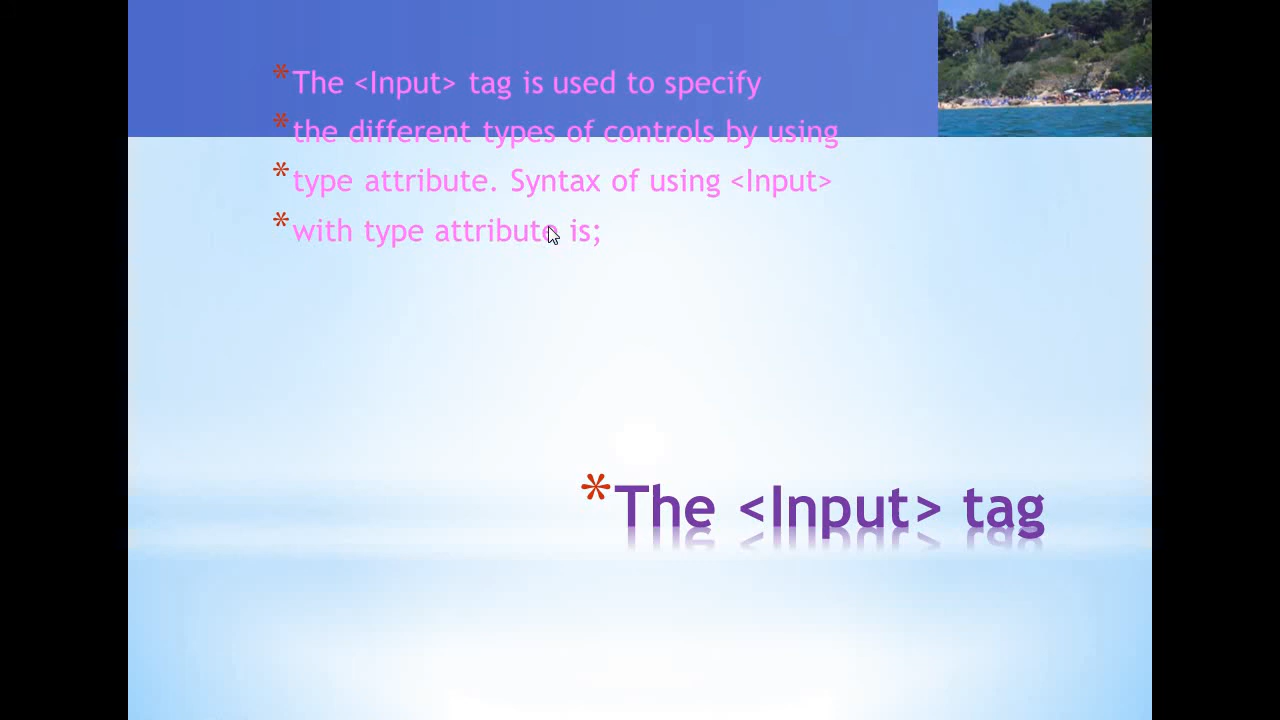 * The <Input> tag is used to specify
* the different types of controls by using
* type attribute. Syntax of using <Input>
* with type attribute is;
* The <Input> tag